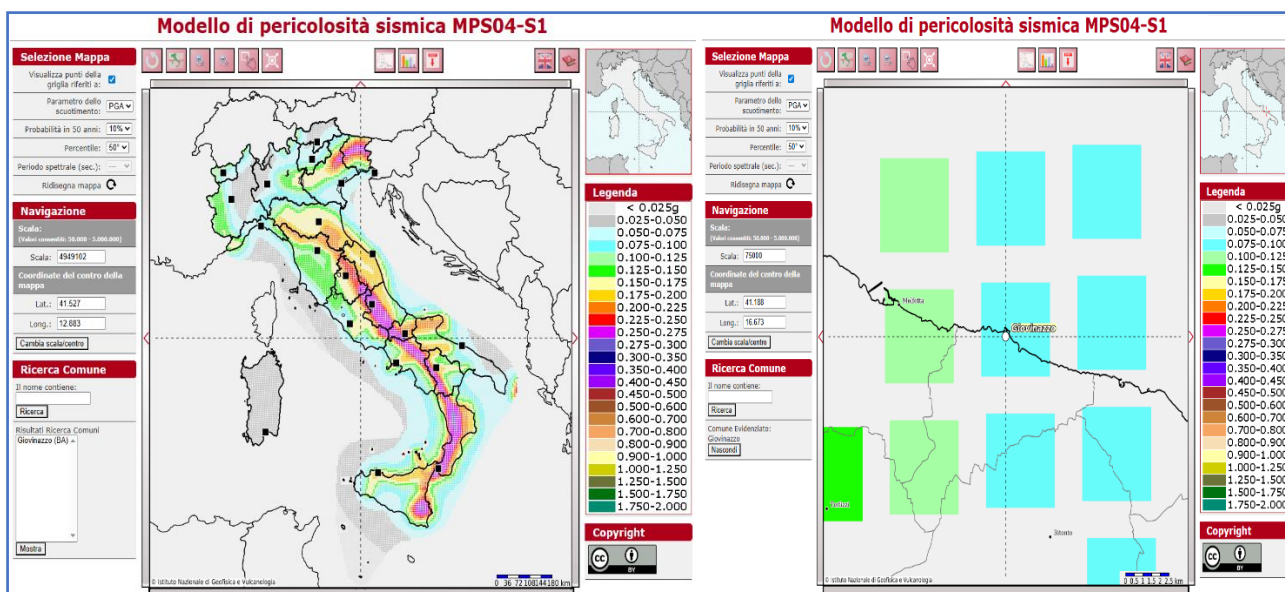 Modello di pericolosità sismica MPS04-S1
Selezione Mappa
Visualizza punti della
griglia riferiti a:
Parametro dello
scuotimento: PGA
Probabilità in 50 anni: 10%
Percentile: 50°
Periodo spettrale (sec.): ---
Ridisegna mappa
Navigazione
Scala:
[Valori consentiti: 50.000 - 5.000.000]
Scala: 4949102
Coordinate del centro della
mappa
Lat.: 41.527
Long.: 12.883
Cambia scala/centro
Ricerca Comune
Il nome contiene:
Ricerca
Risultati Ricerca Comuni
Giovinazzo (BA)
Mostra
© Istituto Nazionale di Geofisica e Vulcanologia
0 36 72 108144180 km
Legenda
< 0.025g
0.025-0.050
0.050-0.075
0.075-0.100
0.100-0.125
0.125-0.150
0.150-0.175
0.175-0.200
0.200-0.225
0.225-0.250
0.250-0.275
0.275-0.300
0.300-0.350
0.350-0.400
0.400-0.450
0.450-0.500
0.500-0.600
0.600-0.700
0.700-0.800
0.800-0.900
0.900-1.000
1.000-1.250
1.250-1.500
1.500-1.750
1.750-2.000
Copyright
cc
BY
Modello di pericolosità sismica MPS04-S1
Selezione Mappa
Visualizza punti della
griglia riferiti a:
Parametro dello
scuotimento: PGA
Probabilità in 50 anni: 10%
Percentile: 50°
Periodo spettrale (sec.): ---
Ridisegna mappa
Navigazione
Scala:
[Valori consentiti: 50.000 - 5.000.000]
Scala: 75000
Coordinate del centro della
mappa
Lat.: 41.188
Long.: 16.673
Cambia scala/centro
Ricerca Comune
Il nome contiene:
Ricerca
Comune Evidenziato:
Giovinazzo
Nascondi
Molfetta
Giovinazzo
Bitonto
© Istituto Nazionale di Geofisica e Vulcanologia
0 0.5 1 1.5 2 2.5 km
Legenda
< 0.025g
0.025-0.050
0.050-0.075
0.075-0.100
0.100-0.125
0.125-0.150
0.150-0.175
0.175-0.200
0.200-0.225
0.225-0.250
0.250-0.275
0.275-0.300
0.300-0.350
0.350-0.400
0.400-0.450
0.450-0.500
0.500-0.600
0.600-0.700
0.700-0.800
0.800-0.900
0.900-1.000
1.000-1.250
1.250-1.500
1.500-1.750
1.750-2.000
Copyright
cc
BY